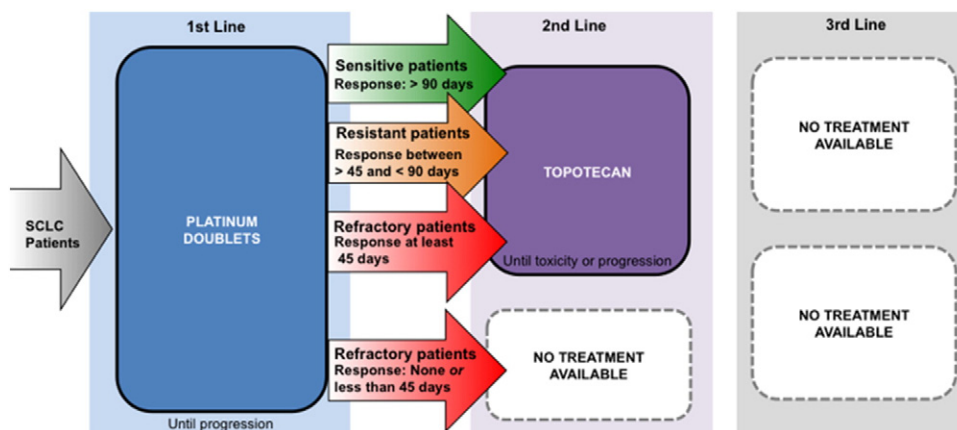 1st Line
2nd Line
3rd Line
SCLC
Patients
PLATINUM
DOUBLETS
Until progression
Sensitive patients
Response: > 90 days
Resistant patients
Response between
> 45 and < 90 days
Refractory patients
Response at least
45 days
Refractory patients
Response: None or
less than 45 days
TOPOTECAN
Until toxicity or progression
NO TREATMENT
AVAILABLE
NO TREATMENT
AVAILABLE
NO TREATMENT
AVAILABLE